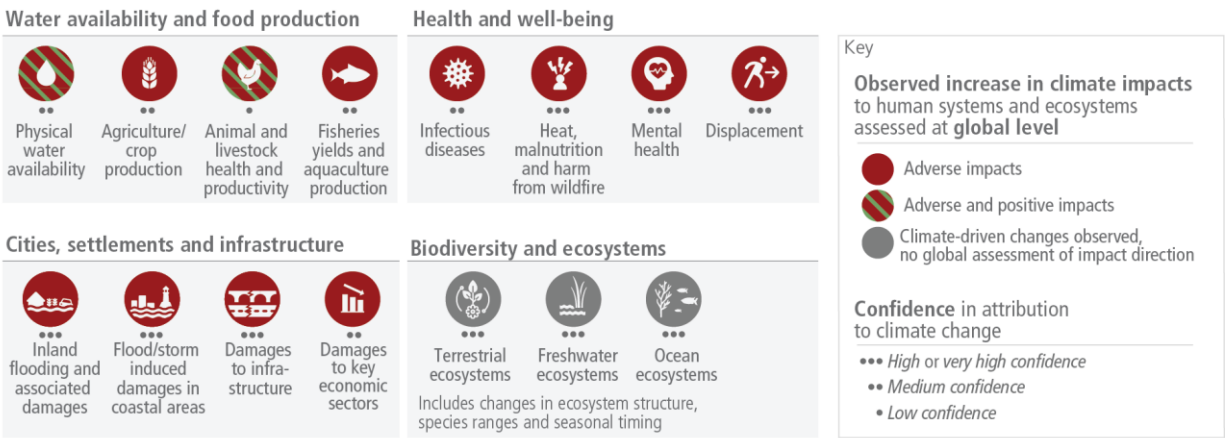 Water availability and food production
Physical
water
availability
Agriculture/
crop
production
Animal and
livestock
health and
productivity
Fisheries
yields and
aquaculture
production
Health and well-being
Infectious
diseases
Heat,
malnutrition
and harm
from wildfire
Mental
health
Displacement
Cities, settlements and infrastructure
Inland
flooding and
associated
damages
Flood/storm
induced
damages in
coastal areas
Damages
to infra-
structure
Damages
to key
economic
sectors
Biodiversity and ecosystems
Terrestrial
ecosystems
Freshwater
ecosystems
Ocean
ecosystems
Includes changes in ecosystem structure,
species ranges and seasonal timing
Key
Observed increase in climate impacts
to human systems and ecosystems
assessed at global level
Adverse impacts
Adverse and positive impacts
Climate-driven changes observed,
no global assessment of impact direction
Confidence in attribution
to climate change
••• High or very high confidence
•• Medium confidence
• Low confidence